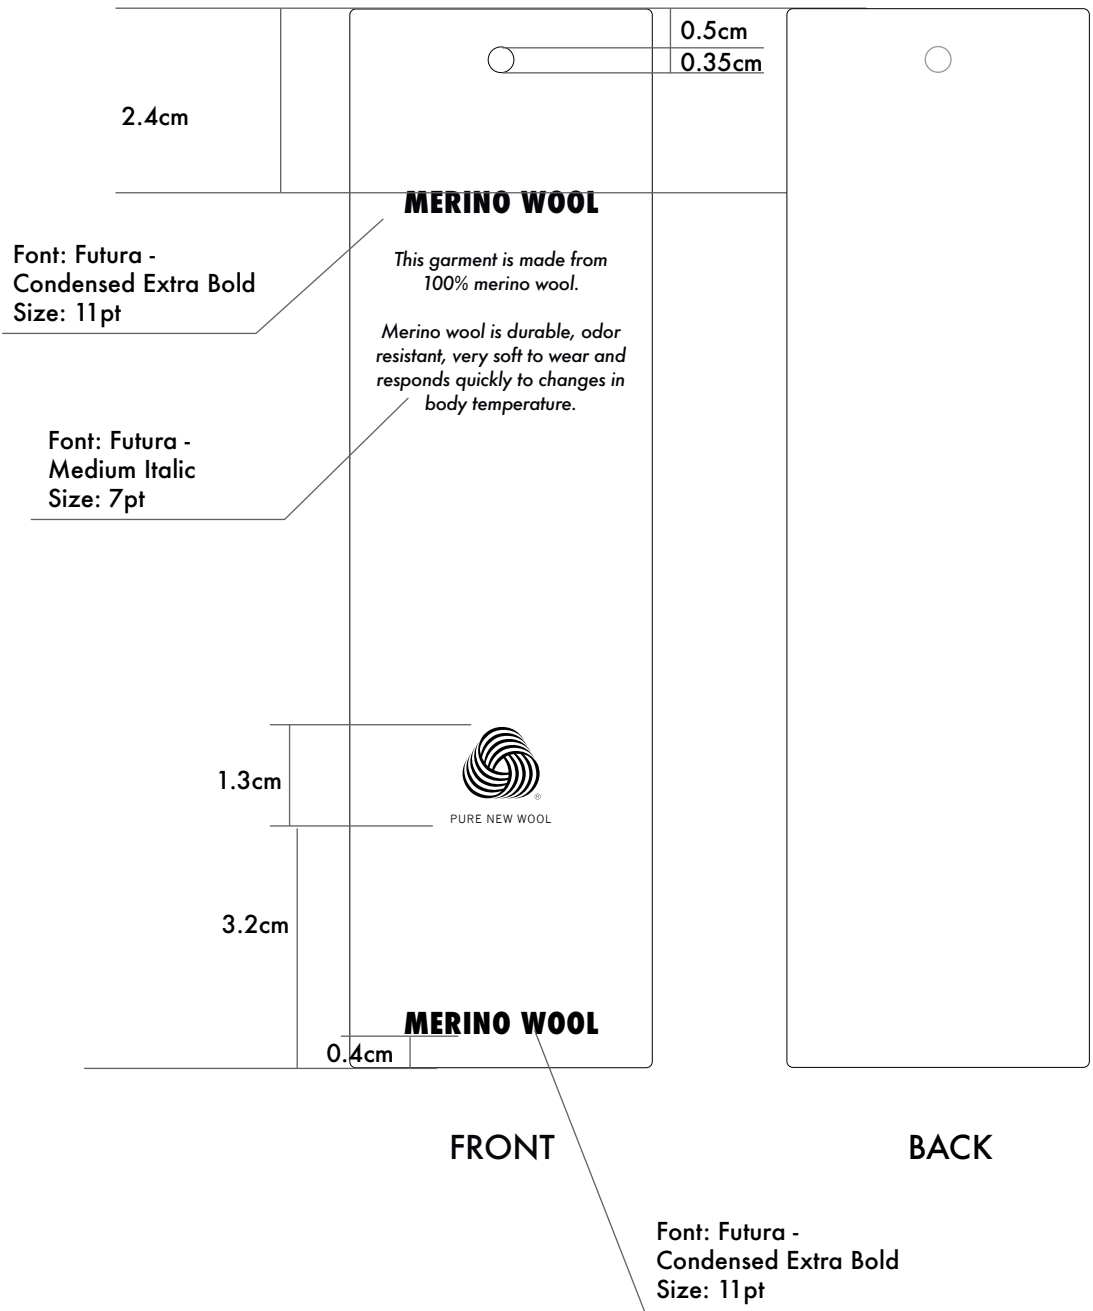 0.5cm
0.35cm
2.4cm
MERINO WOOL
Font: Futura -
Condensed Extra Bold
Size: 11pt
This garment is made from
100% merino wool.
Merino wool is durable, odor
resistant, very soft to wear and
responds quickly to changes in
body temperature.
Font: Futura -
Medium Italic
Size: 7pt
1.3cm
®
PURE NEW WOOL
3.2cm
MERINO WOOL
0.4cm
FRONT
BACK
Font: Futura -
Condensed Extra Bold
Size: 11pt